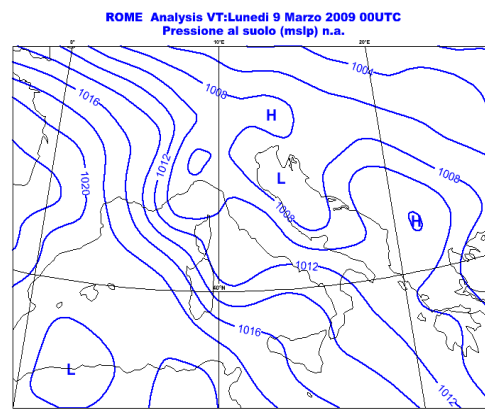 ROME Analysis VT:Lunedi 9 Marzo 2009 00UTC
Pressione al suolo (mslp) n.a.
0° 10°E 20°E
1004
1016 1008
H
1012
1020 L 1008
1008
H
1012
40°N
1016 1012
L
1012